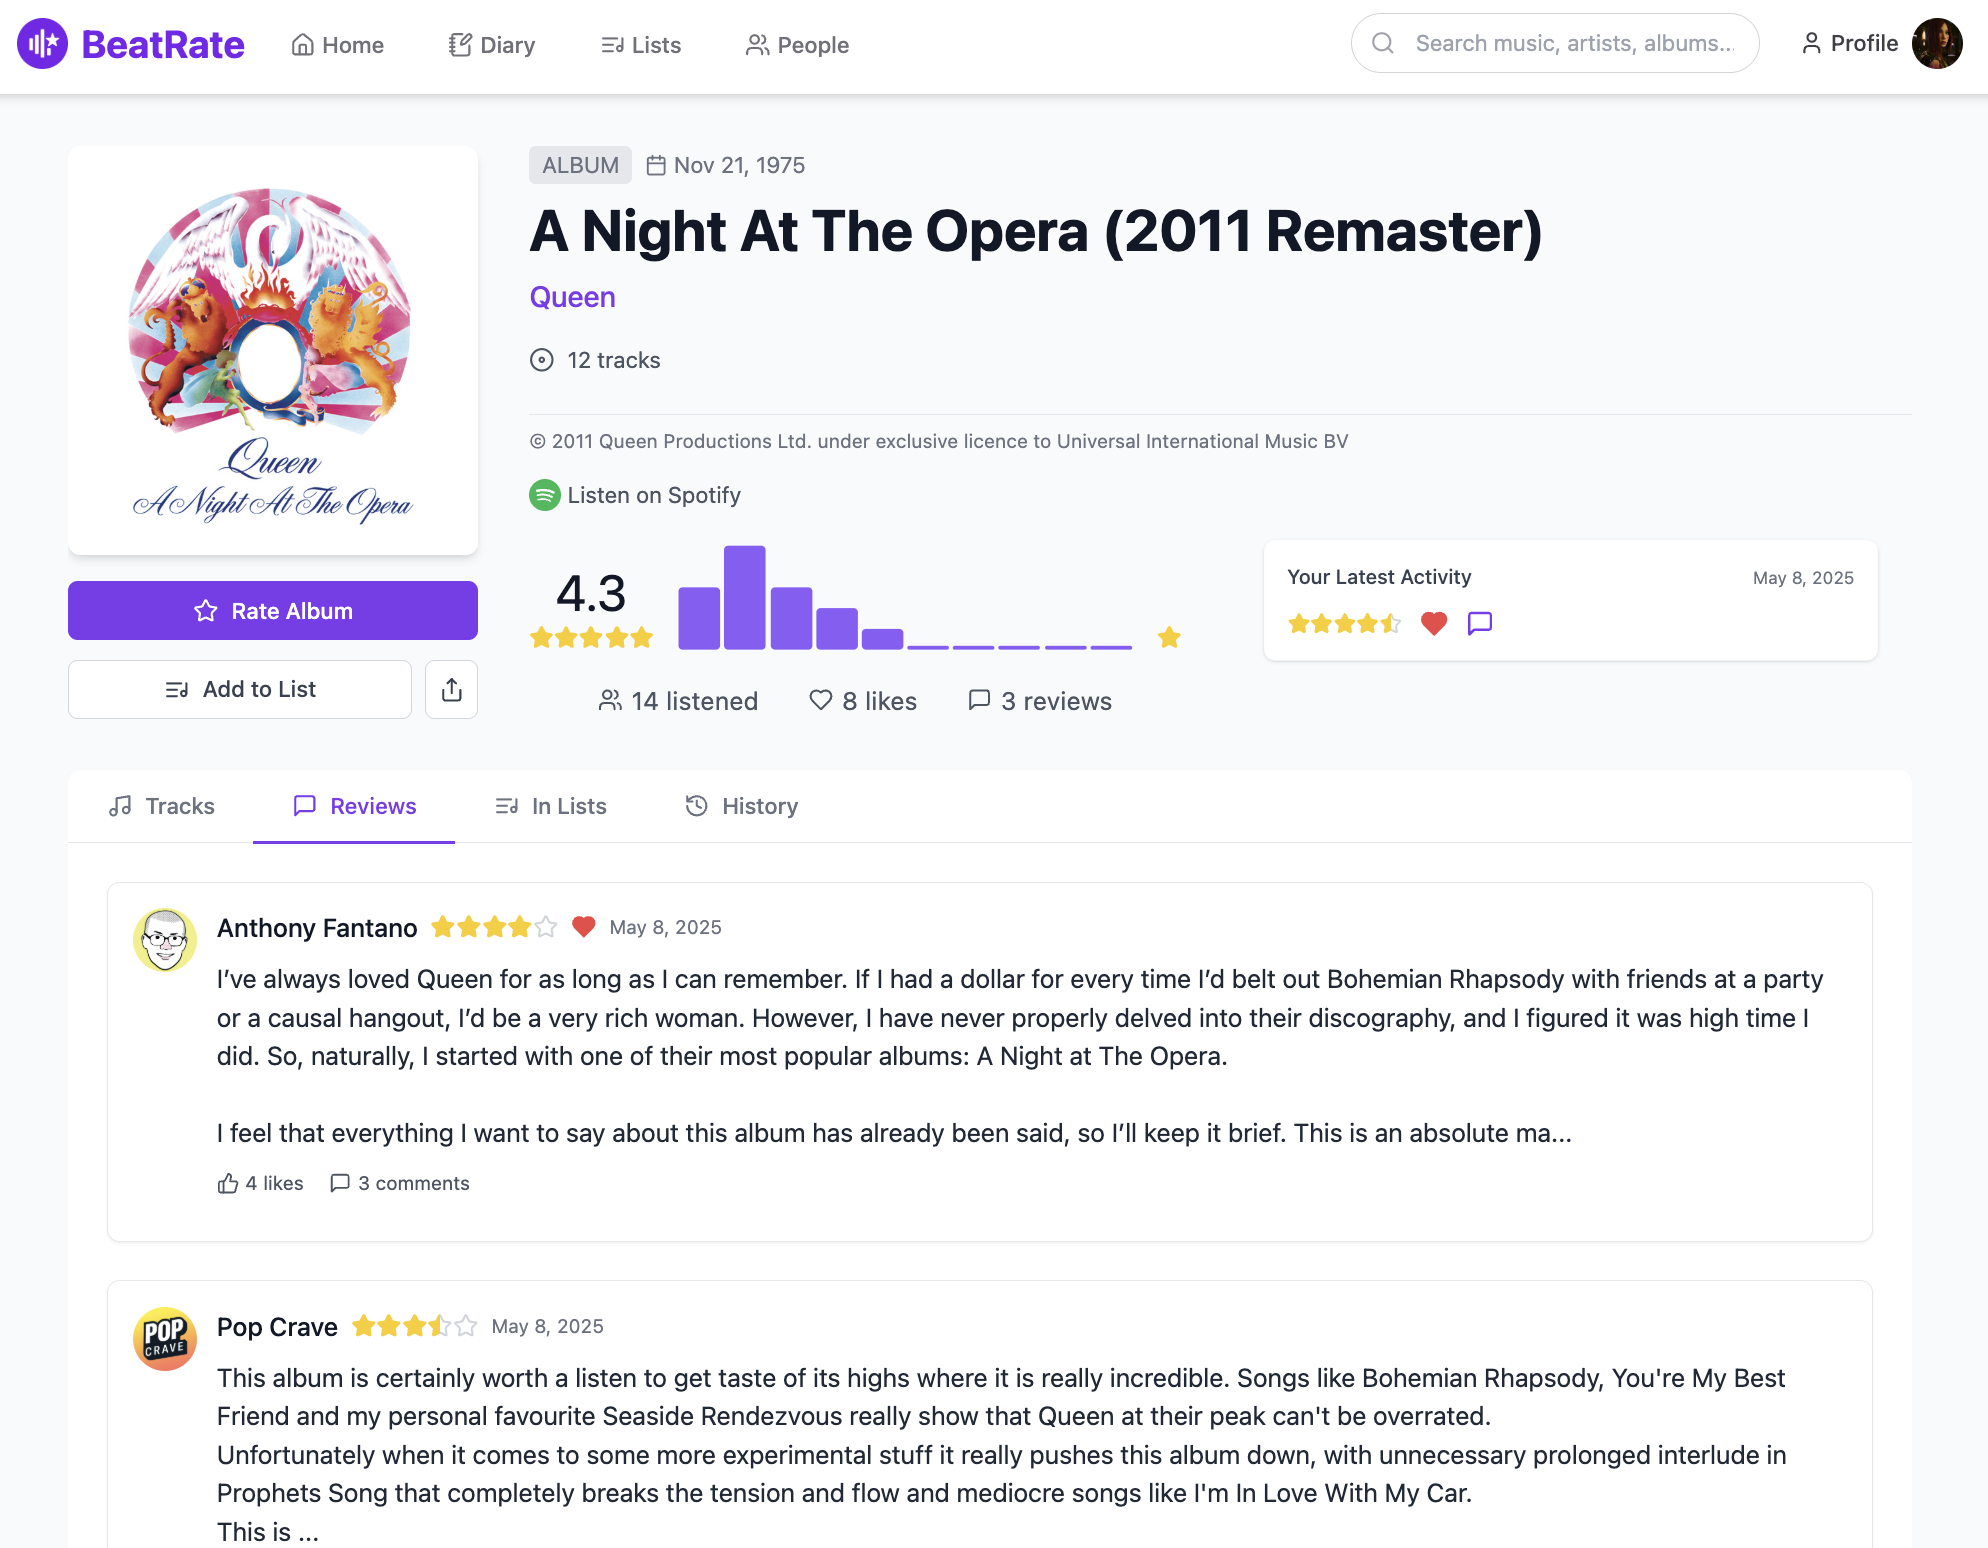 BeatRate
Home
Diary
Lists
People
Search music, artists, albums...
Profile
ALBUM
Nov 21, 1975
A Night At The Opera (2011 Remaster)
Queen
12 tracks
© 2011 Queen Productions Ltd. under exclusive licence to Universal International Music BV
Listen on Spotify
Queen
A Night At The Opera
Rate Album
Add to List
4.3
14 listened
8 likes
3 reviews
Your Latest Activity
May 8, 2025
Tracks
Reviews
In Lists
History
Anthony Fantano
May 8, 2025
I’ve always loved Queen for as long as I can remember. If I had a dollar for every time I’d belt out Bohemian Rhapsody with friends at a party
or a causal hangout, I’d be a very rich woman. However, I have never properly delved into their discography, and I figured it was high time I
did. So, naturally, I started with one of their most popular albums: A Night at The Opera.
I feel that everything I want to say about this album has already been said, so I’ll keep it brief. This is an absolute ma...
4 likes
3 comments
POP
CRAVE
Pop Crave
May 8, 2025
This album is certainly worth a listen to get taste of its highs where it is really incredible. Songs like Bohemian Rhapsody, You're My Best
Friend and my personal favourite Seaside Rendezvous really show that Queen at their peak can't be overrated.
Unfortunately when it comes to some more experimental stuff it really pushes this album down, with unnecessary prolonged interlude in
Prophets Song that completely breaks the tension and flow and mediocre songs like I'm In Love With My Car.
This is ...